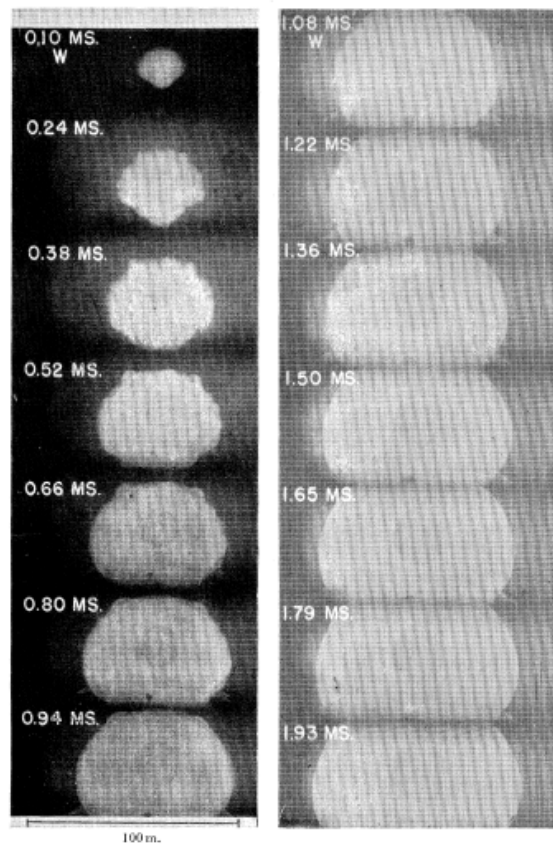 0.10 MS.
W
0.24 MS.
0.38 MS.
0.52 MS.
0.66 MS.
0.80 MS.
0.94 MS.
100 m.
1.08 MS.
W
1.22 MS.
1.36 MS.
1.50 MS.
1.65 MS.
1.79 MS.
1.93 MS.